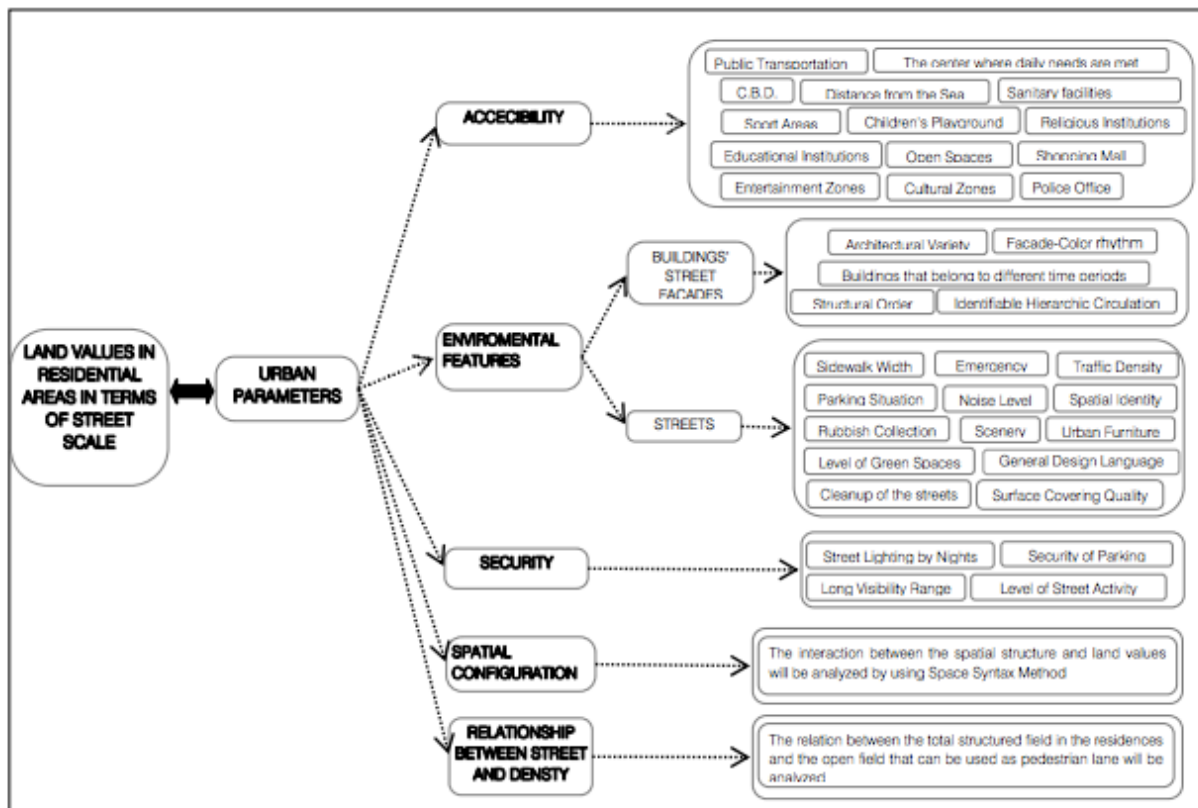 LAND VALUES IN
RESIDENTIAL
AREAS IN TERMS
OF STREET
SCALE
URBAN
PARAMETERS
ACCECIBILITY
Public Transportation
The center where daily needs are met
C.B.D.
Distance from the Sea
Sanitary facilities
Sport Areas
Children's Playground
Religious Institutions
Educational Institutions
Open Spaces
Shopping Mall
Entertainment Zones
Cultural Zones
Police Office
ENVIROMENTAL
FEATURES
BUILDINGS'
STREET
FACADES
Architectural Variety
Facade-Color rhythm
Buildings that belong to different time periods
Structural Order
Identifiable Hierarchic Circulation
STREETS
Sidewalk Width
Emergency
Traffic Density
Parking Situation
Noise Level
Spatial Identity
Rubbish Collection
Scenery
Urban Furniture
Level of Green Spaces
General Design Language
Cleanup of the streets
Surface Covering Quality
SECURITY
Street Lighting by Nights
Security of Parking
Long Visibility Range
Level of Street Activity
SPATIAL
CONFIGURATION
The interaction between the spatial structure and land values
will be analyzed by using Space Syntax Method
RELATIONSHIP
BETWEEN STREET
AND DENSTY
The relation between the total structured field in the residences
and the open field that can be used as pedestrian lane will be
analyzed